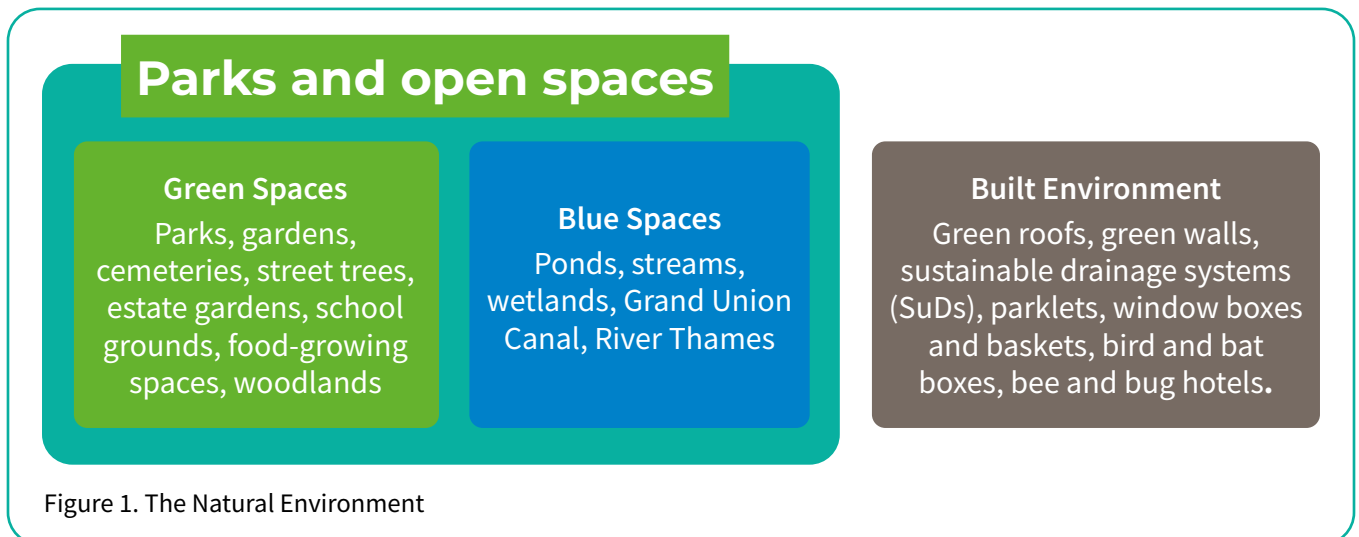 Parks and open spaces
Green Spaces
Parks, gardens,
cemeteries, street trees,
estate gardens, school
grounds, food-growing
spaces, woodlands
Blue Spaces
Ponds, streams,
wetlands, Grand Union
Canal, River Thames
Built Environment
Green roofs, green walls,
sustainable drainage systems
(SuDs), parklets, window boxes
and baskets, bird and bat
boxes, bee and bug hotels.
Figure 1. The Natural Environment